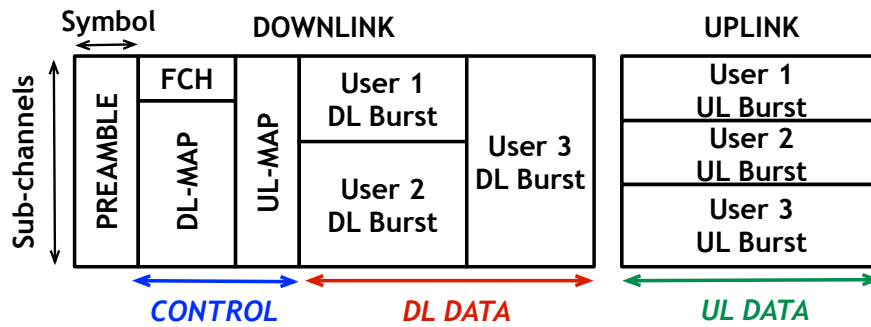 Symbol
DOWNLINK
UPLINK
Sub-channels
PREAMBLE
FCH
DL-MAP
UL-MAP
User 1
DL Burst
User 2
DL Burst
User 3
DL Burst
User 1
UL Burst
User 2
UL Burst
User 3
UL Burst
CONTROL
DL DATA
UL DATA